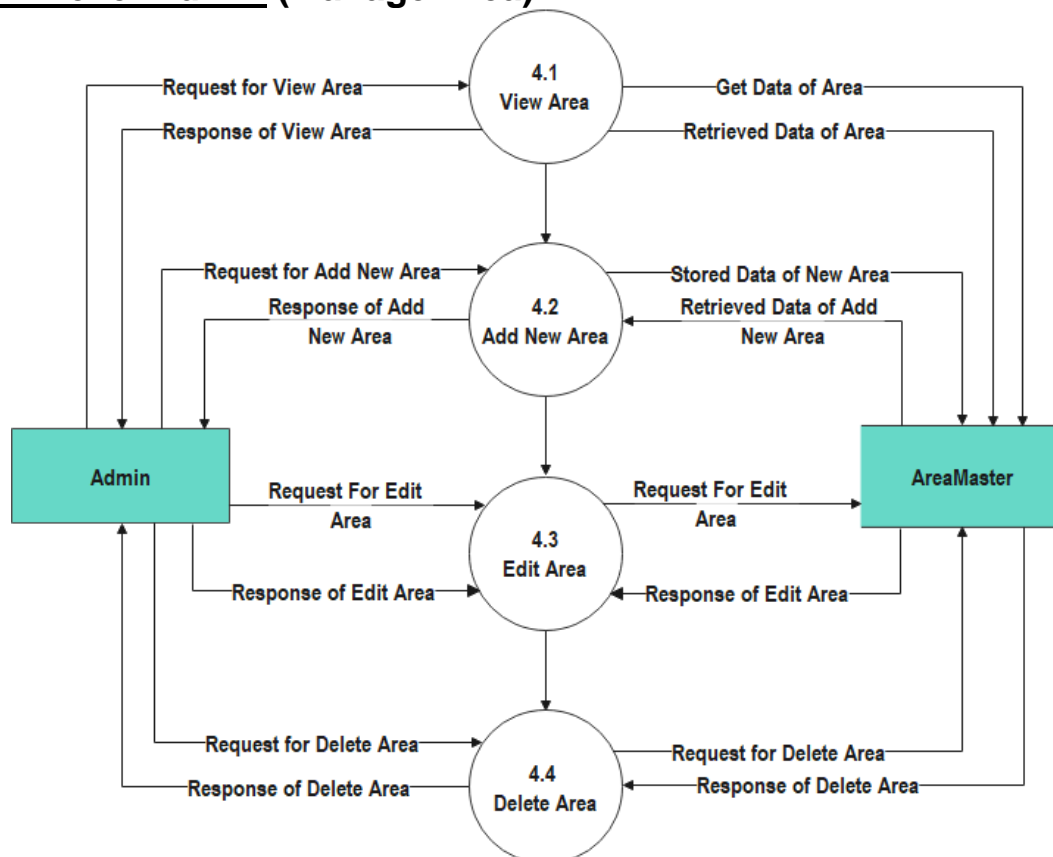 (Manage Area)
4.1
View Area
Request for View Area
Get Data of Area
Response of View Area
Retrieved Data of Area
4.2
Add New Area
Request for Add New Area
Stored Data of New Area
Response of Add
New Area
Retrieved Data of Add
New Area
Admin
AreaMaster
Request For Edit
Area
Request For Edit
Area
4.3
Edit Area
Response of Edit Area
Response of Edit Area
Request for Delete Area
Request for Delete Area
4.4
Delete Area
Response of Delete Area
Response of Delete Area